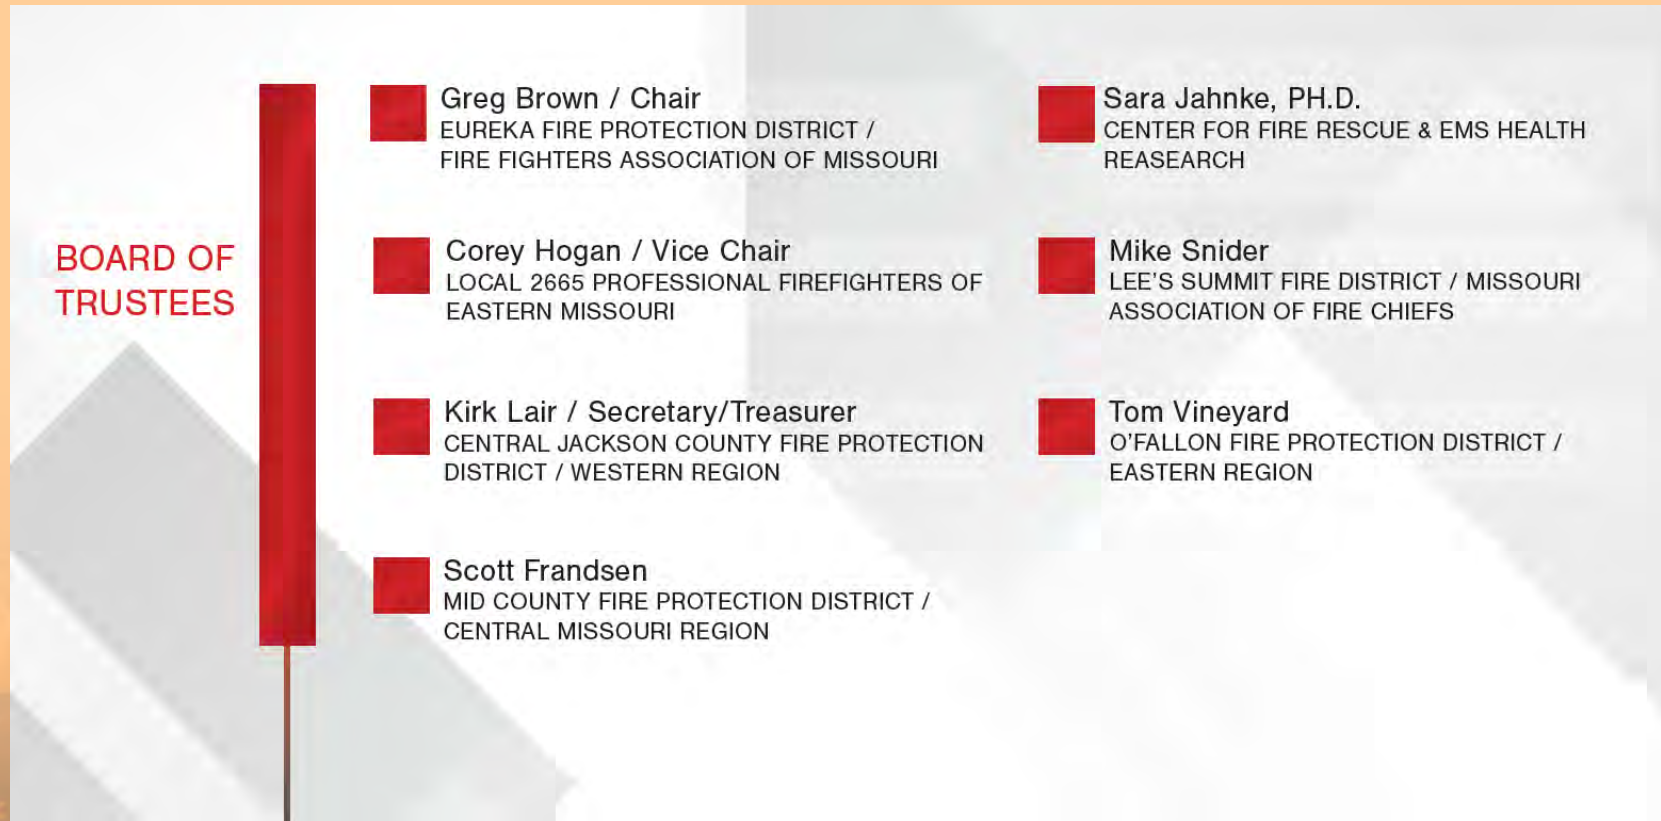 BOARD OF
TRUSTEES
Greg Brown / Chair
EUREKA FIRE PROTECTION DISTRICT /
FIRE FIGHTERS ASSOCIATION OF MISSOURI
Corey Hogan / Vice Chair
LOCAL 2665 PROFESSIONAL FIREFIGHTERS OF
EASTERN MISSOURI
Kirk Lair / Secretary/Treasurer
CENTRAL JACKSON COUNTY FIRE PROTECTION
DISTRICT / WESTERN REGION
Scott Frandsen
MID COUNTY FIRE PROTECTION DISTRICT /
CENTRAL MISSOURI REGION
Sara Jahnke, PH.D.
CENTER FOR FIRE RESCUE & EMS HEALTH
REASEARCH
Mike Snider
LEE'S SUMMIT FIRE DISTRICT / MISSOURI
ASSOCIATION OF FIRE CHIEFS
Tom Vineyard
O'FALLON FIRE PROTECTION DISTRICT /
EASTERN REGION